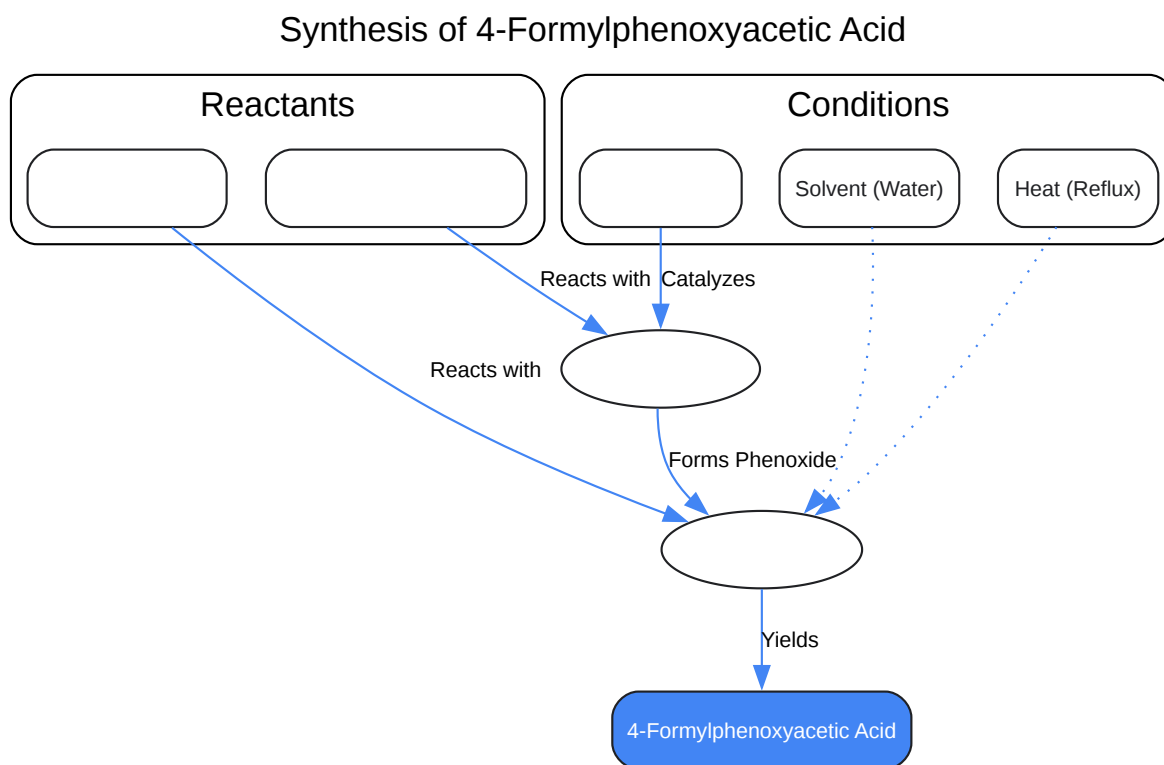 Synthesis of 4-Formylphenoxyacetic Acid
Reactants
Conditions
Solvent (Water)
Heat (Reflux)
Reacts with
Catalyzes
Reacts with
Forms Phenoxide
Yields
4-Formylphenoxyacetic Acid